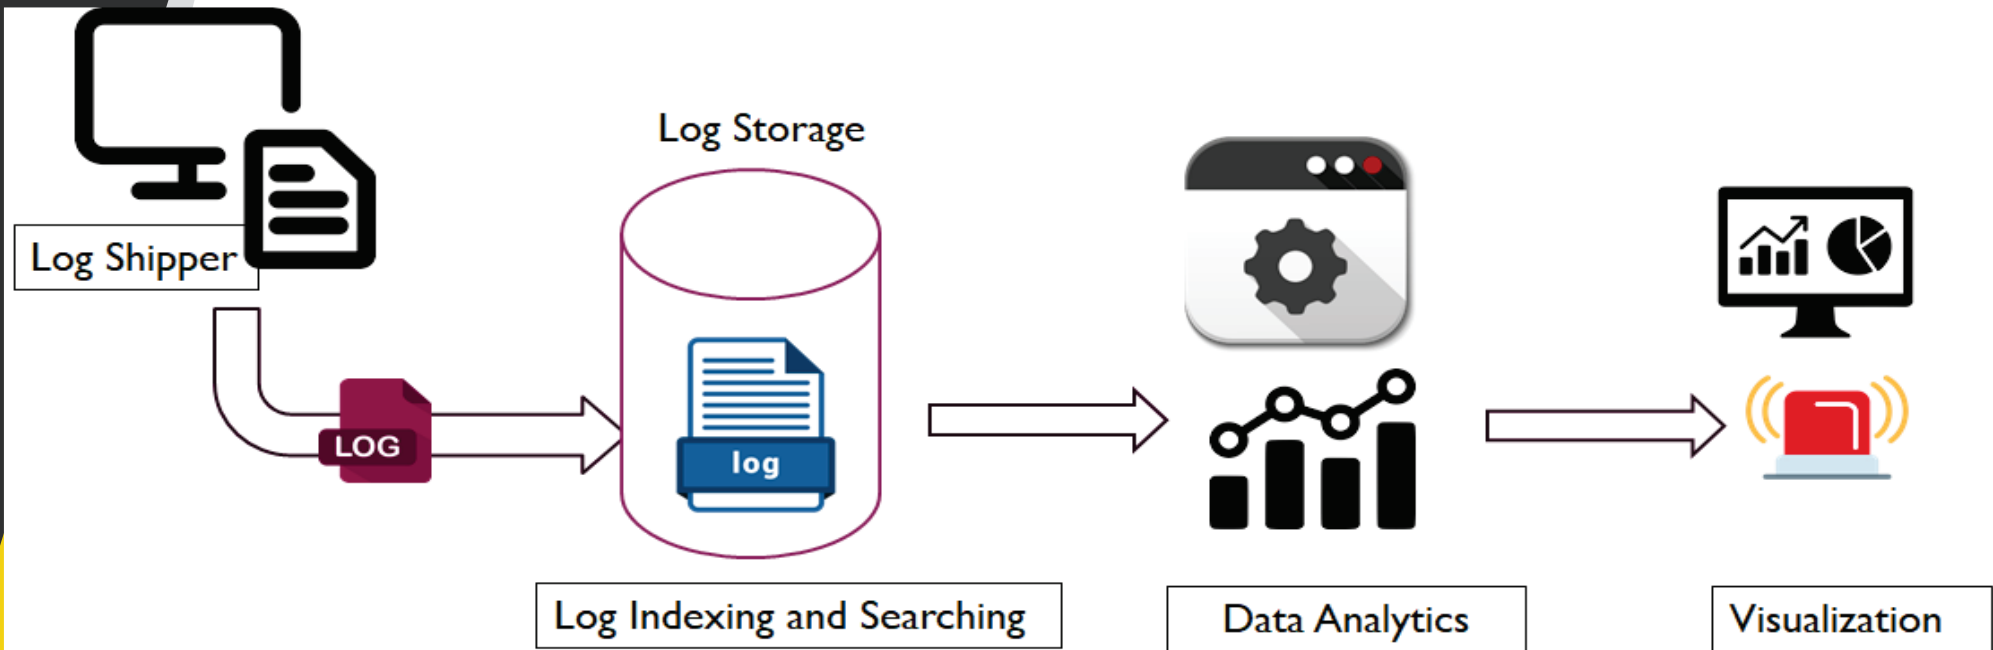 Log Shipper
LOG
Log Storage
log
Log Indexing and Searching
Data Analytics
Visualization